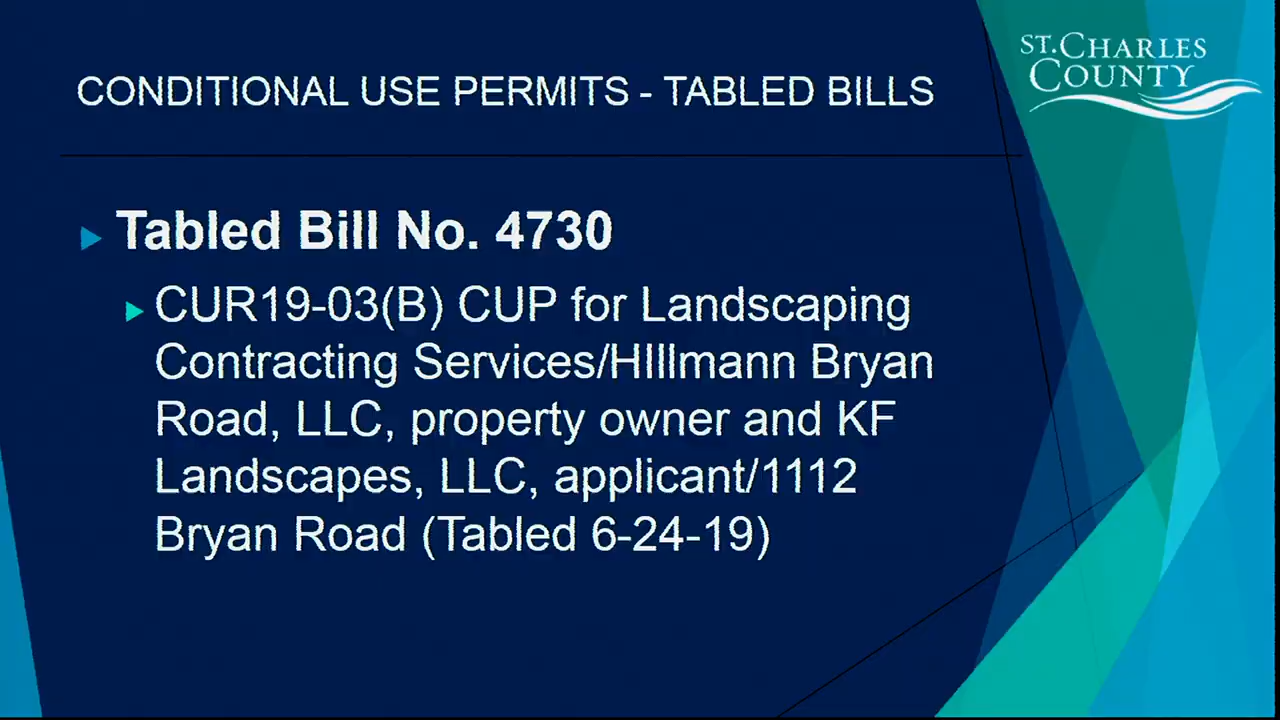 ST. CHARLES
COUNTY
CONDITIONAL USE PERMITS - TABLED BILLS
Tabled Bill No. 4730
CUR19-03(B) CUP for Landscaping
Contracting Services/HIllmann Bryan
Road, LLC, property owner and KF
Landscapes, LLC, applicant/1112
Bryan Road (Tabled 6-24-19)